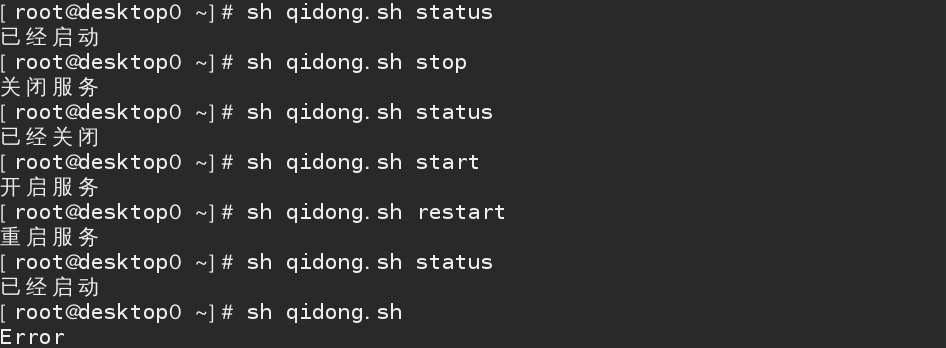 [root@desktop0 ~]# sh qidong.sh status
已经启动
[root@desktop0 ~]# sh qidong.sh stop
关闭服务
[root@desktop0 ~]# sh qidong.sh status
已经关闭
[root@desktop0 ~]# sh qidong.sh start
开启服务
[root@desktop0 ~]# sh qidong.sh restart
重启服务
[root@desktop0 ~]# sh qidong.sh status
已经启动
[root@desktop0 ~]# sh qidong.sh
Error